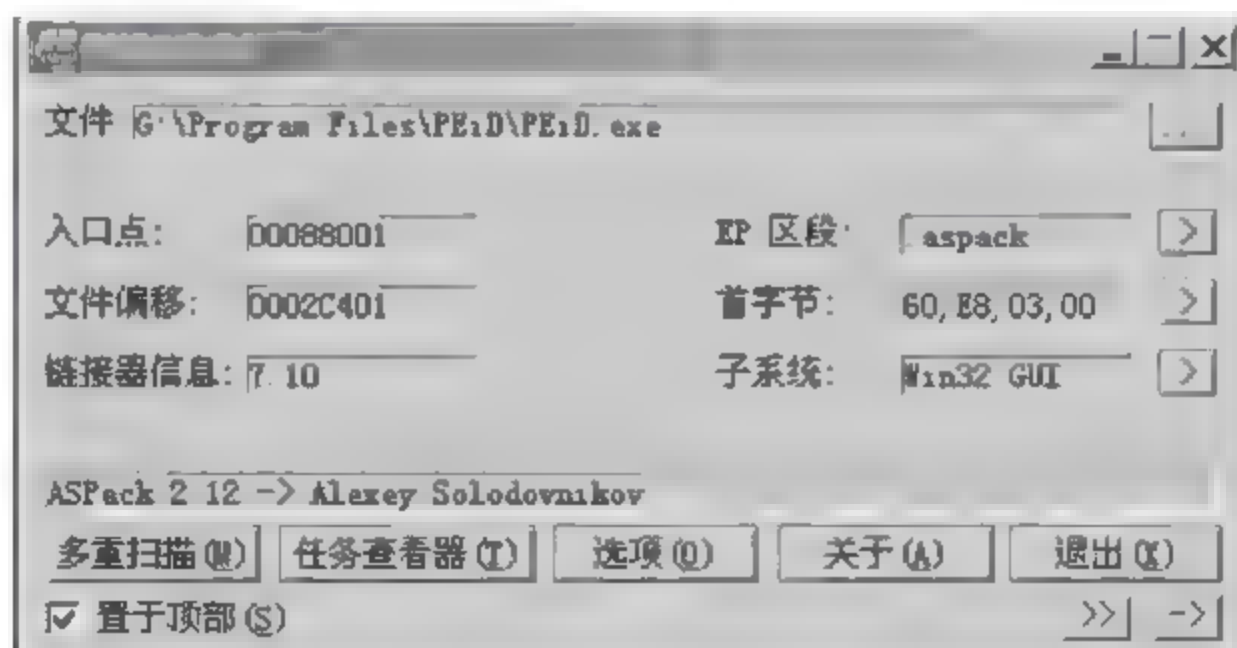 文件 G:\Program Files\PEiD\PEiD.exe ...
入口点: 00088001 EP 区段: .aspack >
文件偏移: 0002C401 首字节: 60,E8,03,00 >
链接器信息: 7.10 子系统: Win32 GUI >
ASPack 2.12 -> Alexey Solodovnikov
多重扫描(M) 任务查看器(T) 选项(O) 关于(A) 退出(X)
置于顶部(S) >> ->